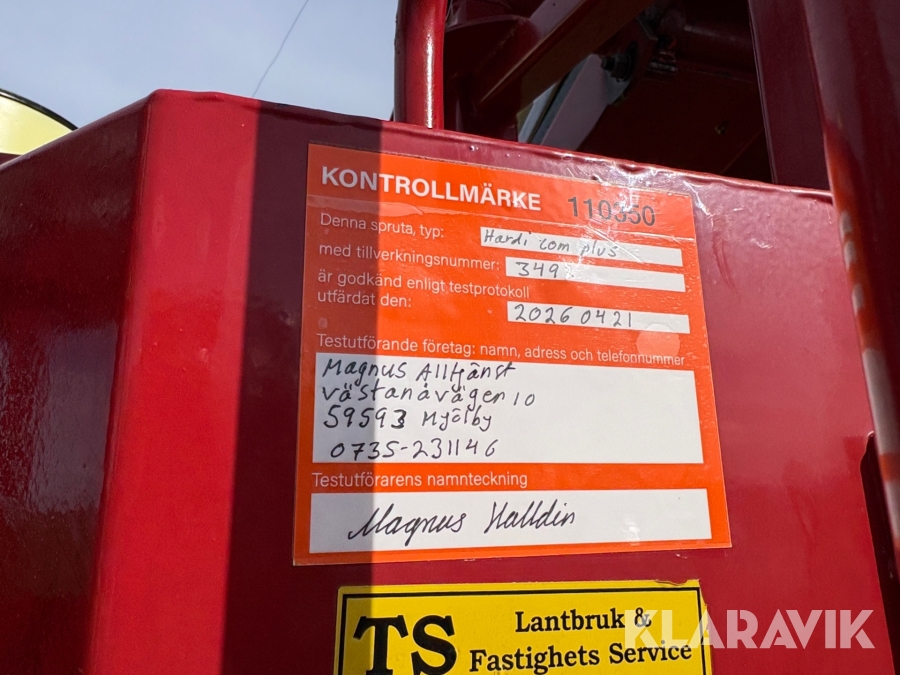 KONTROLLMÄRKE 110350
Denna spruta, typ: Hardi com plus
med tillverkningsnummer: 349
är godkänd enligt testprotokoll
utfärdat den: 20260421
Testutförande företag: namn, adress och telefonnummer
Magnus Alltjänst
västanåvägen 10
59593 Mjölby
0735-231146
Testutförarens namnteckning
Magnus Halldin
TS Lantbruk &
Fastighets Service
KLARAVIK